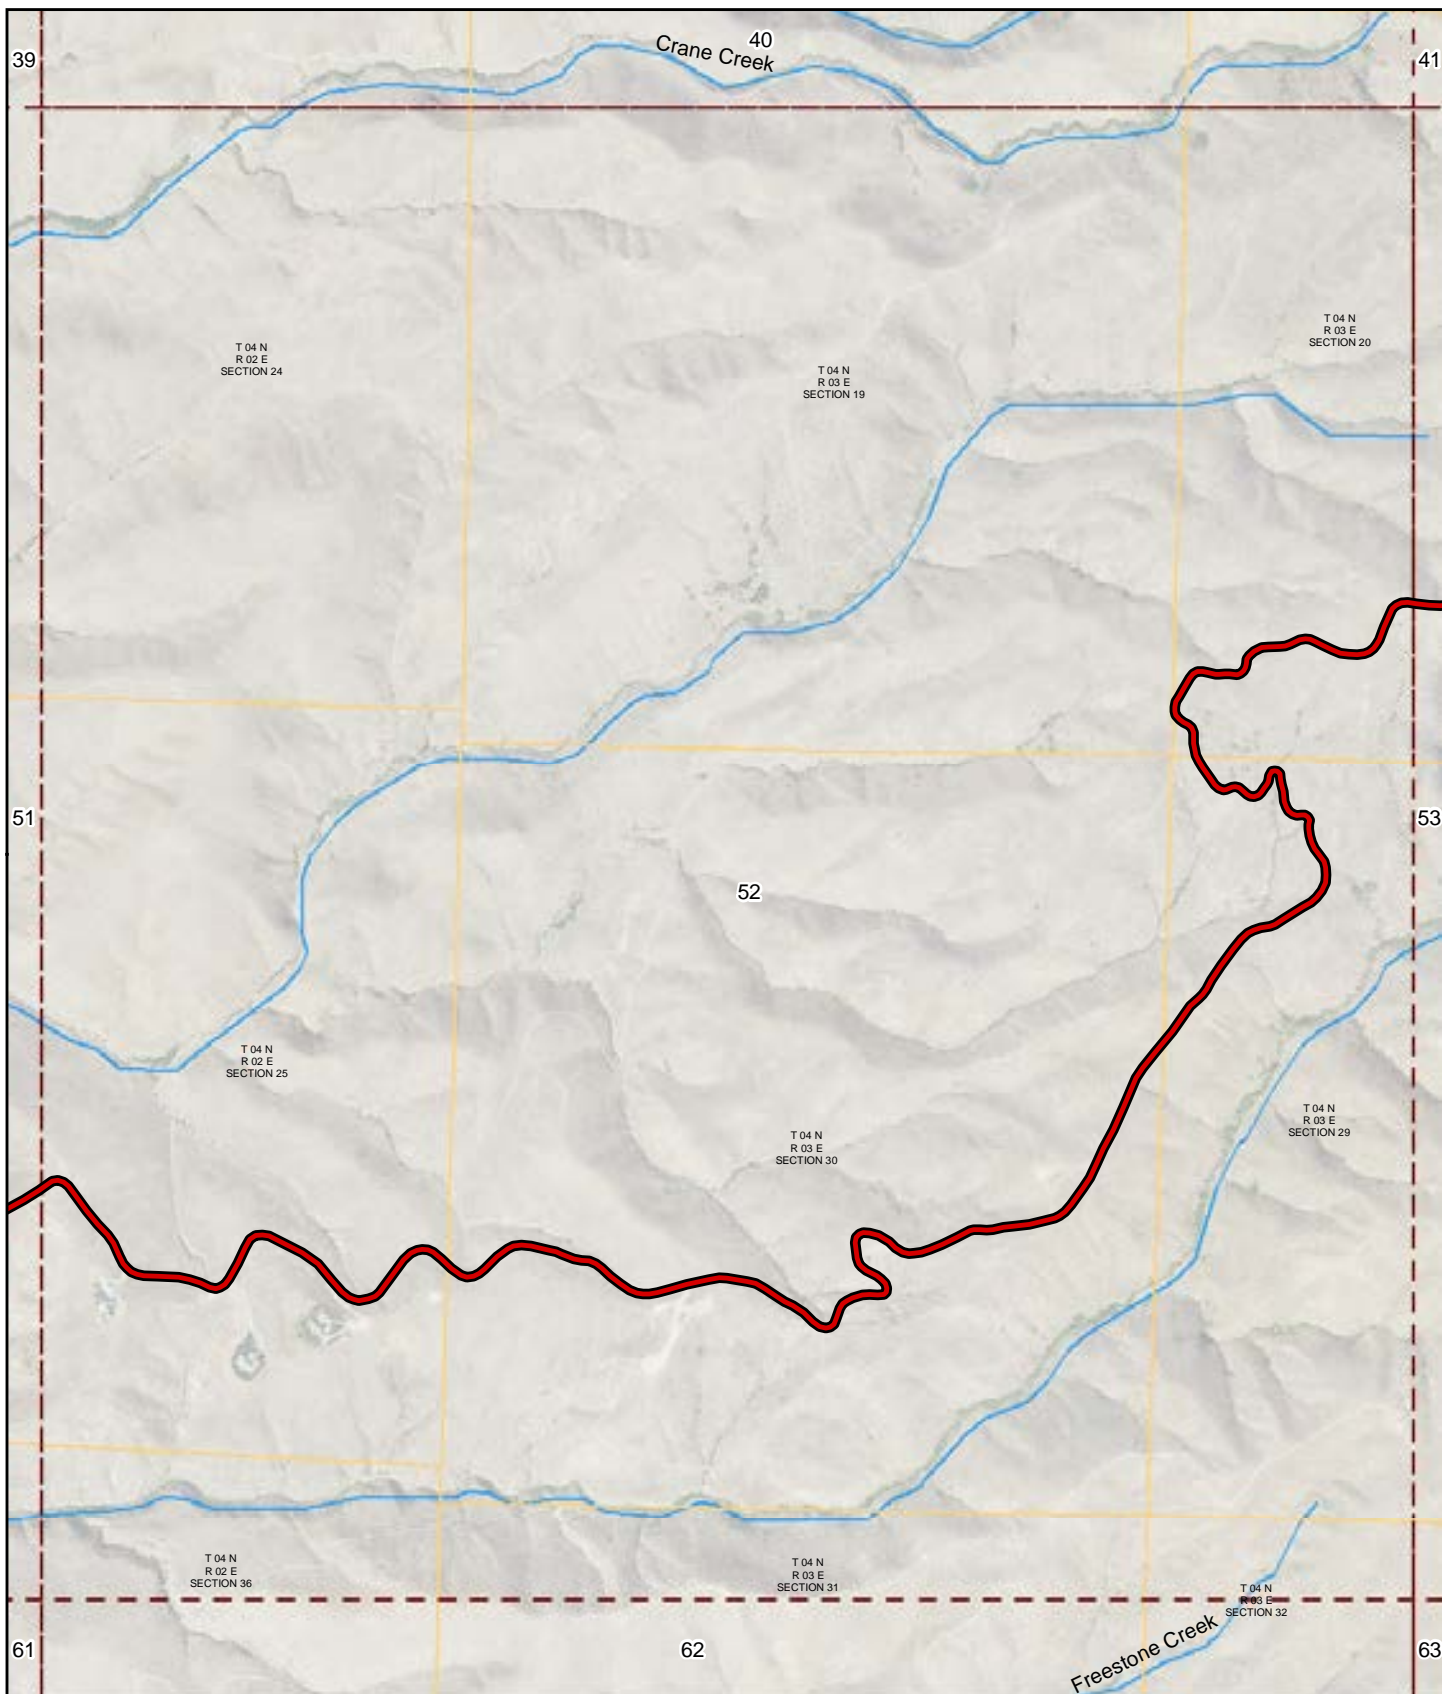 39
40
41
Crane Creek
T 04 N
R 03 E
SECTION 20
T 04 N
R 02 E
SECTION 24
T 04 N
R 03 E
SECTION 19
51
53
52
T 04 N
R 02 E
SECTION 25
T 04 N
R 03 E
SECTION 29
T 04 N
R 03 E
SECTION 30
T 04 N
R 02 E
SECTION 36
T 04 N
R 03 E
SECTION 31
T 04 N
R 03 E
SECTION 32
61
62
Freestone Creek
63